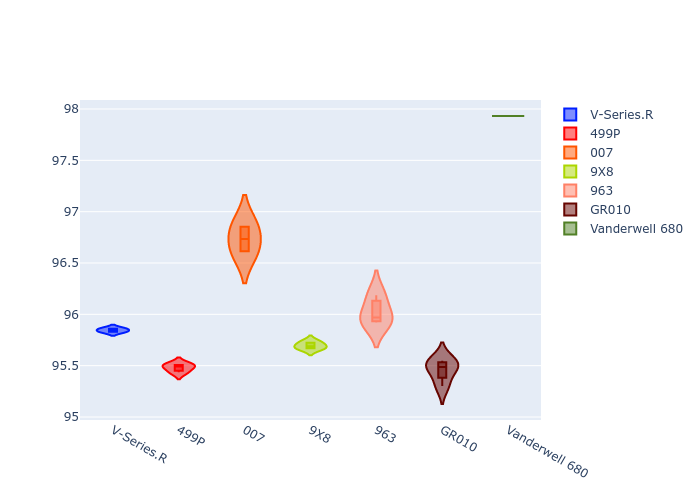 98
97.5
97
96.5
96
95.5
95
V-Series.R
499P
007
9X8
963
GR010
Vanderwell 680
V-Series.R
499P
007
9X8
963
GR010
Vanderwell 680